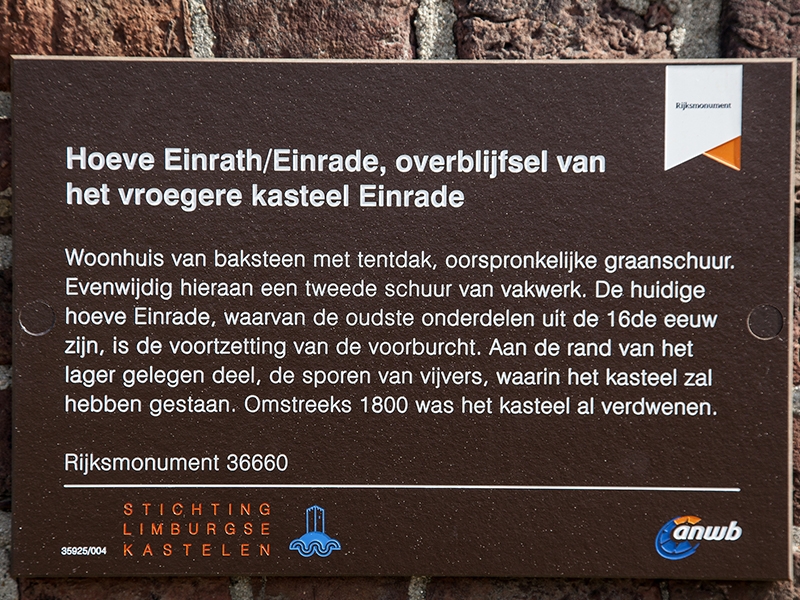 Rijksmonument
Hoeve Einrath/Einrade, overblijfsel van
het vroegere kasteel Einrade
Woonhuis van baksteen met tentdak, oorspronkelijke graanschuur.
Evenwijdig hieraan een tweede schuur van vakwerk. De huidige
hoeve Einrade, waarvan de oudste onderdelen uit de 16de eeuw
zijn, is de voortzetting van de voorburcht. Aan de rand van het
lager gelegen deel, de sporen van vijvers, waarin het kasteel zal
hebben gestaan. Omstreeks 1800 was het kasteel al verdwenen.
Rijksmonument 36660
35925/004
STICHTING
LIMBURGSE
KASTELEN
anwb